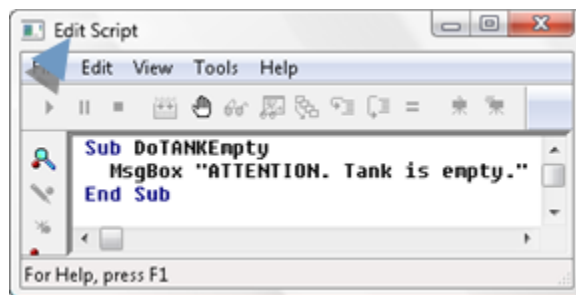 Edit Script
File Edit View Tools Help
Sub DoTANKEmpty
MsgBox "ATTENTION. Tank is empty."
End Sub
For Help, press F1